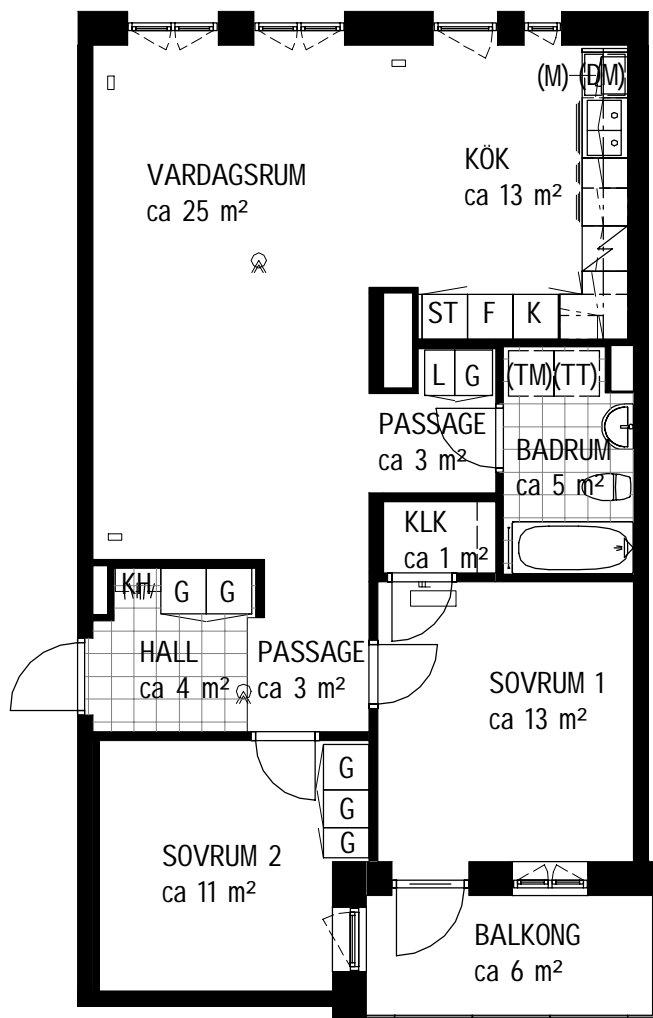 (M) (DM)
VARDAGSRUM
ca 25 m²
KÖK
ca 13 m²
ST F K
L G
(TM) (TT)
PASSAGE
ca 3 m²
BADRUM
ca 5 m²
KLK
ca 1 m²
KH G G
HALL
ca 4 m²
PASSAGE
ca 3 m²
SOVRUM 1
ca 13 m²
G
G
G
SOVRUM 2
ca 11 m²
BALKONG
ca 6 m²